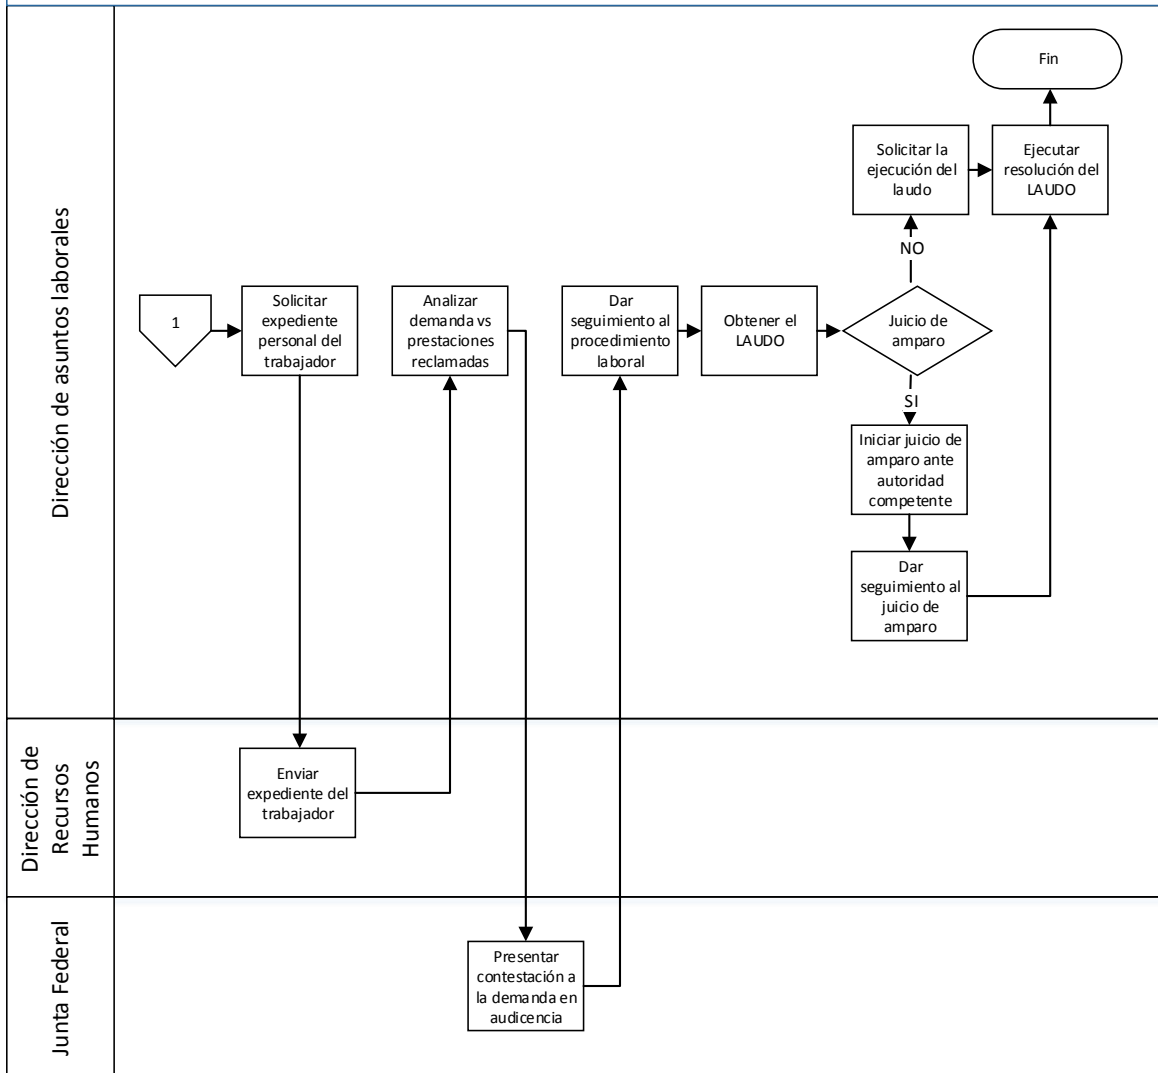 Dirección de asuntos laborales
Fin
Solicitar la
ejecución del
laudo
Ejecutar
resolución del
LAUDO
NO
1
Solicitar
expediente
personal del
trabajador
Analizar
demanda vs
prestaciones
reclamadas
Dar
seguimiento al
procedimiento
laboral
Obtener el
LAUDO
Juicio de
amparo
SI
Iniciar juicio de
amparo ante
autoridad
competente
Dar
seguimiento al
juicio de
amparo
Dirección de
Recursos
Humanos
Enviar
expediente del
trabajador
Junta Federal
Presentar
contestación a
la demanda en
audicencia